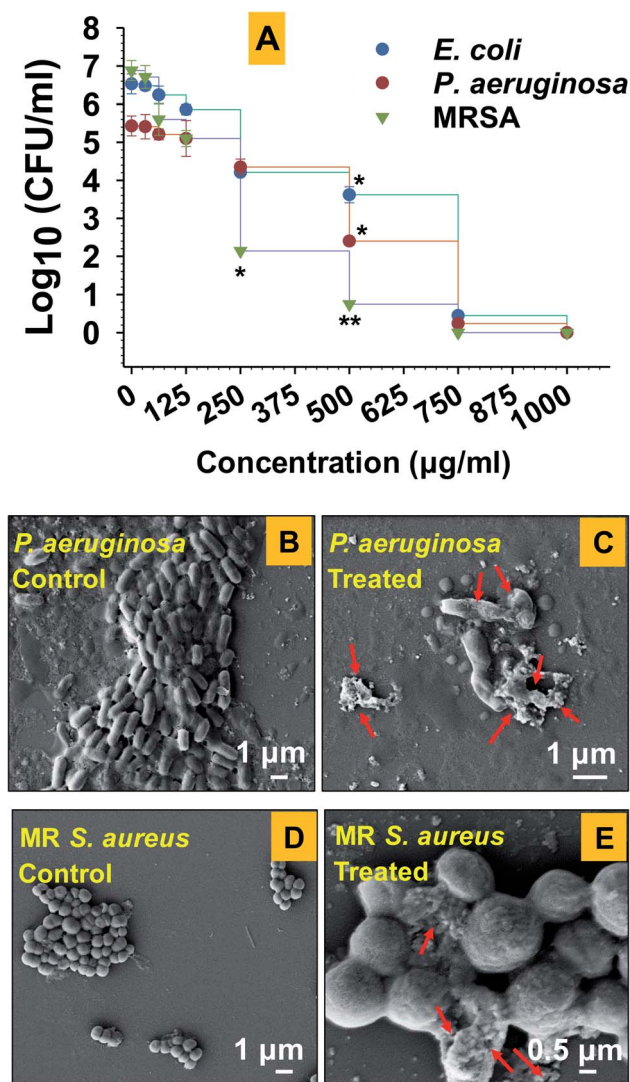 A
E. coli
P. aeruginosa
MRSA
Log10 (CFU/ml)
8
7
6
5
4
3
2
1
0
*
*
*
**
0 125 250 375 500 625 750 875 1000
Concentration (µg/ml)
P. aeruginosa
Control
B
1 µm
P. aeruginosa
Treated
C
1 µm
MR S. aureus
Control
D
1 µm
MR S. aureus
Treated
E
0.5 µm